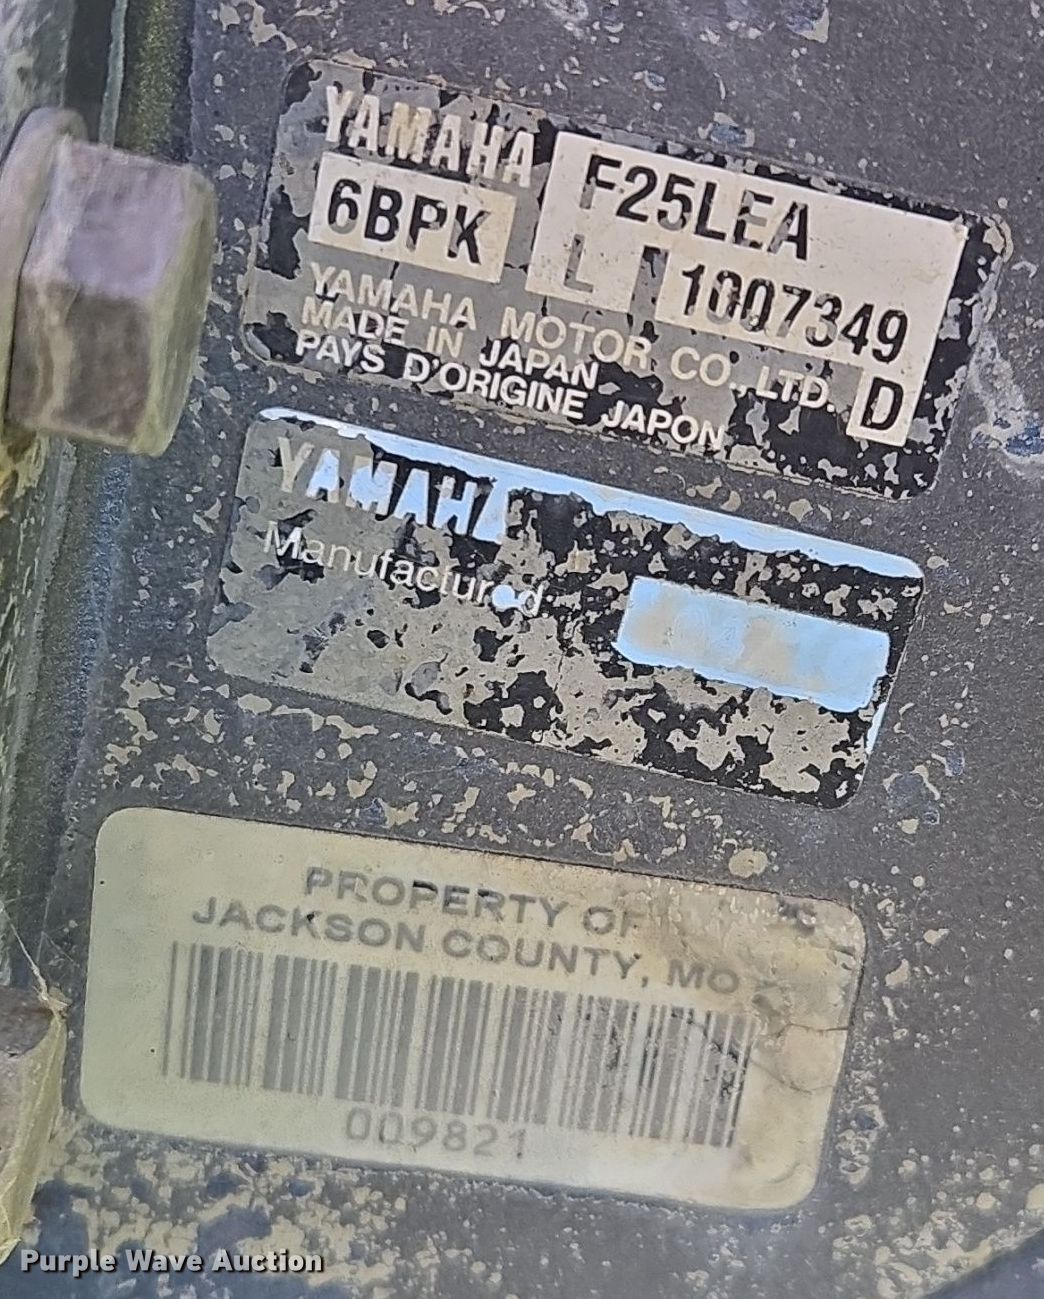 YAMAHA F25LEA
6BPK L 1007349
YAMAHA MOTOR CO., LTD.
MADE IN JAPAN
PAYS D'ORIGINE JAPON D
YAMAHA
Manufactured
PROPERTY OF
JACKSON COUNTY, MO
009821
Purple Wave Auction